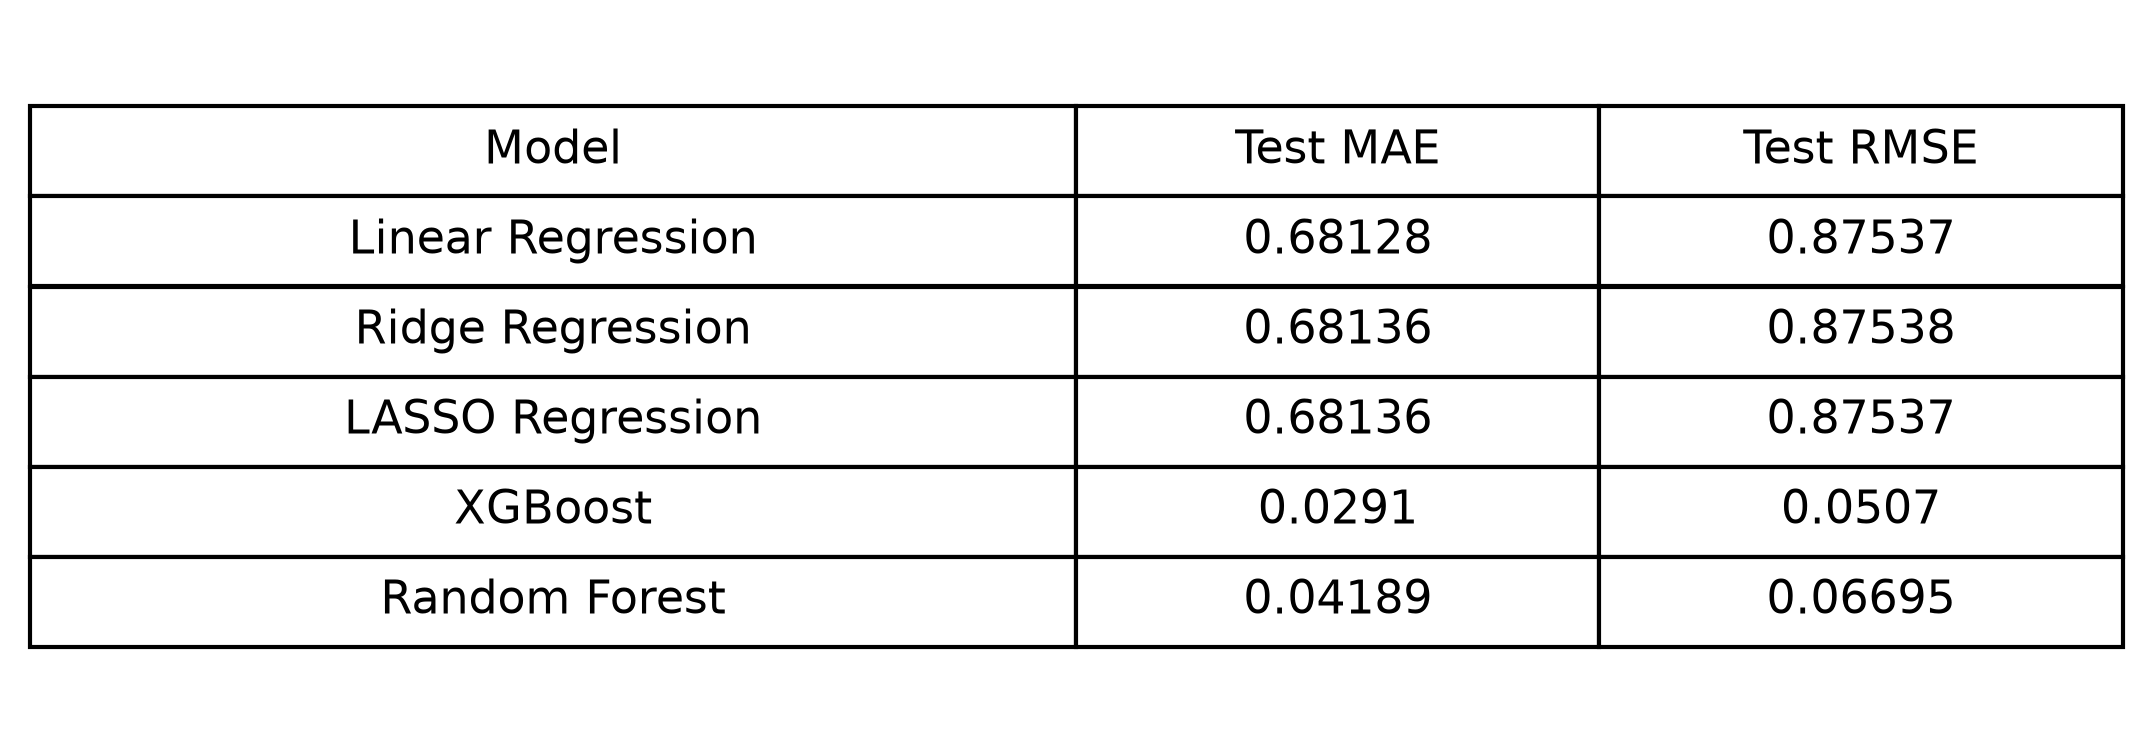 Model Test MAE Test RMSE
Linear Regression 0.68128 0.87537
Ridge Regression 0.68136 0.87538
LASSO Regression 0.68136 0.87537
XGBoost 0.0291 0.0507
Random Forest 0.04189 0.06695